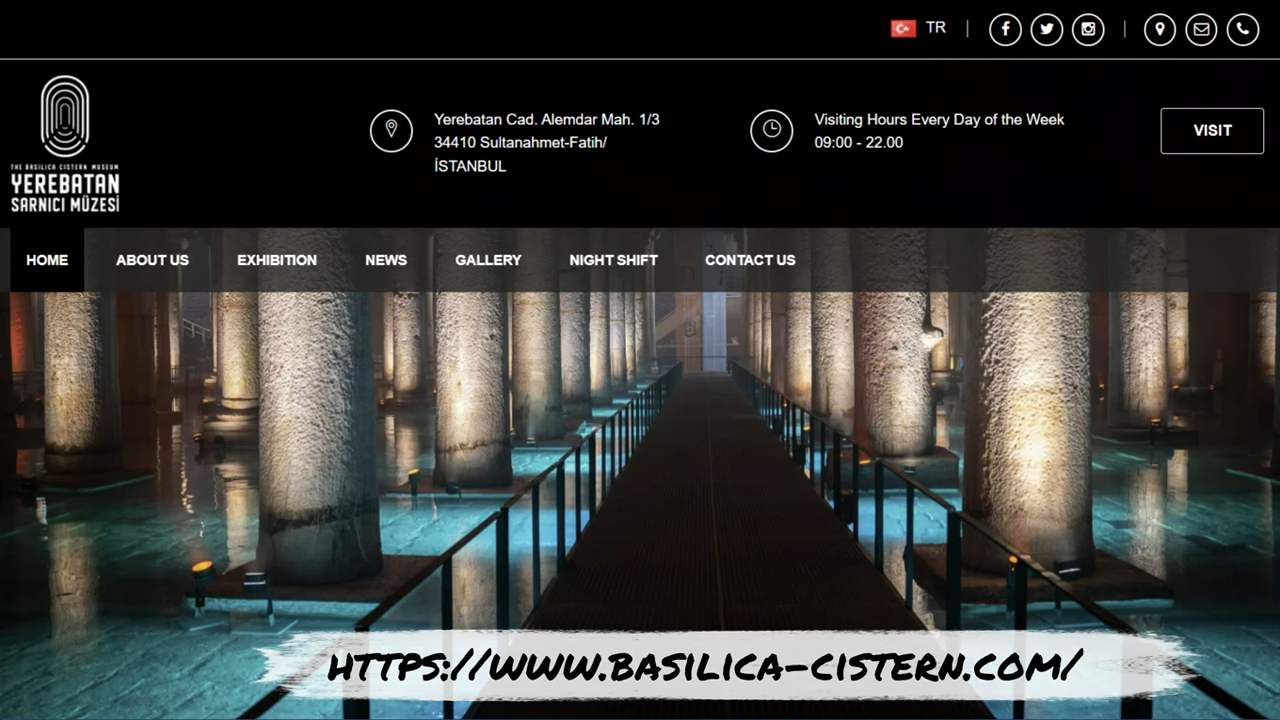 TR
THE BASILICA CISTERN MUSEUM
YEREBATAN
SARNICI MÜZESİ
Yerebatan Cad. Alemdar Mah. 1/3
34410 Sultanahmet-Fatih/
İSTANBUL
Visiting Hours Every Day of the Week
09:00 - 22.00
VISIT
HOME ABOUT US EXHIBITION NEWS GALLERY NIGHT SHIFT CONTACT US
HTTPS://WWW.BASILICA-CISTERN.COM/